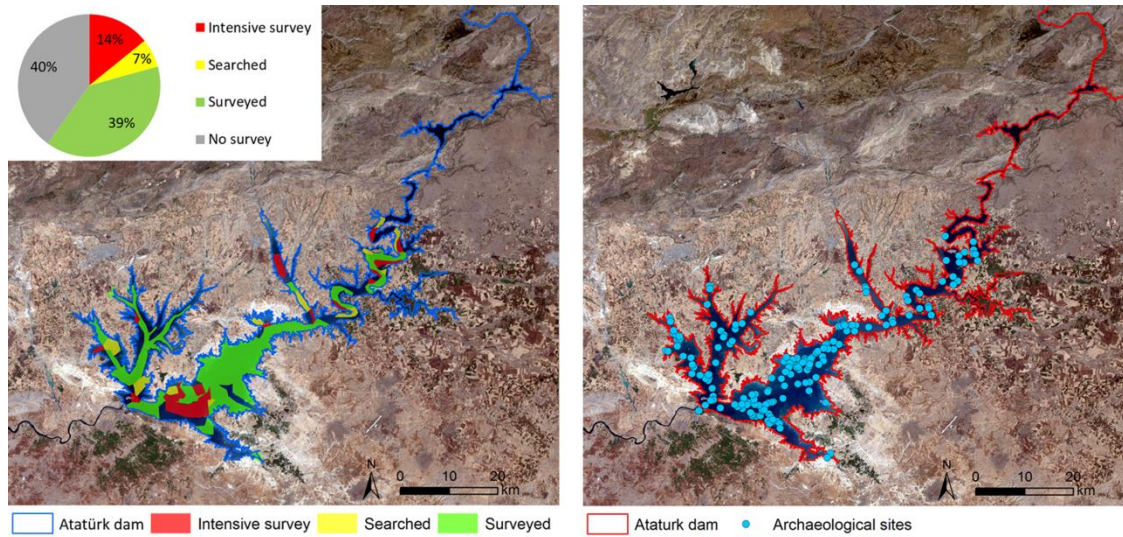 14%
7%
39%
40%
Intensive survey
Searched
Surveyed
No survey
N
0 10 20
km
Atatürk dam Intensive survey Searched Surveyed
N
0 10 20
km
Ataturk dam Archaeological sites